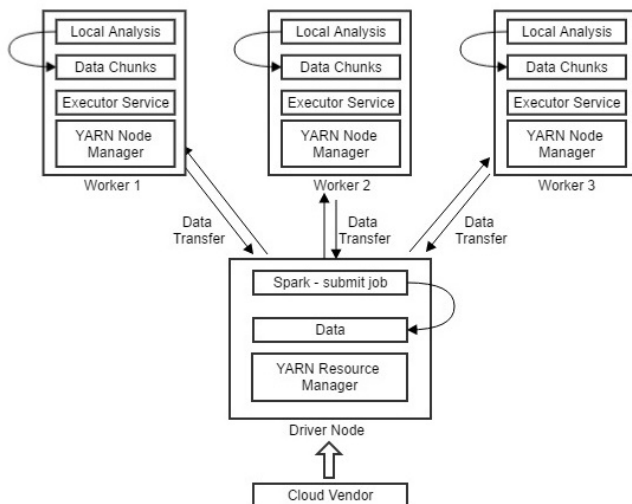 Local Analysis
Data Chunks
Executor Service
YARN Node
Manager
Worker 1
Local Analysis
Data Chunks
Executor Service
YARN Node
Manager
Worker 2
Local Analysis
Data Chunks
Executor Service
YARN Node
Manager
Worker 3
Data
Transfer
Data
Transfer
Data
Transfer
Spark - submit job
Data
YARN Resource
Manager
Driver Node
Cloud Vendor